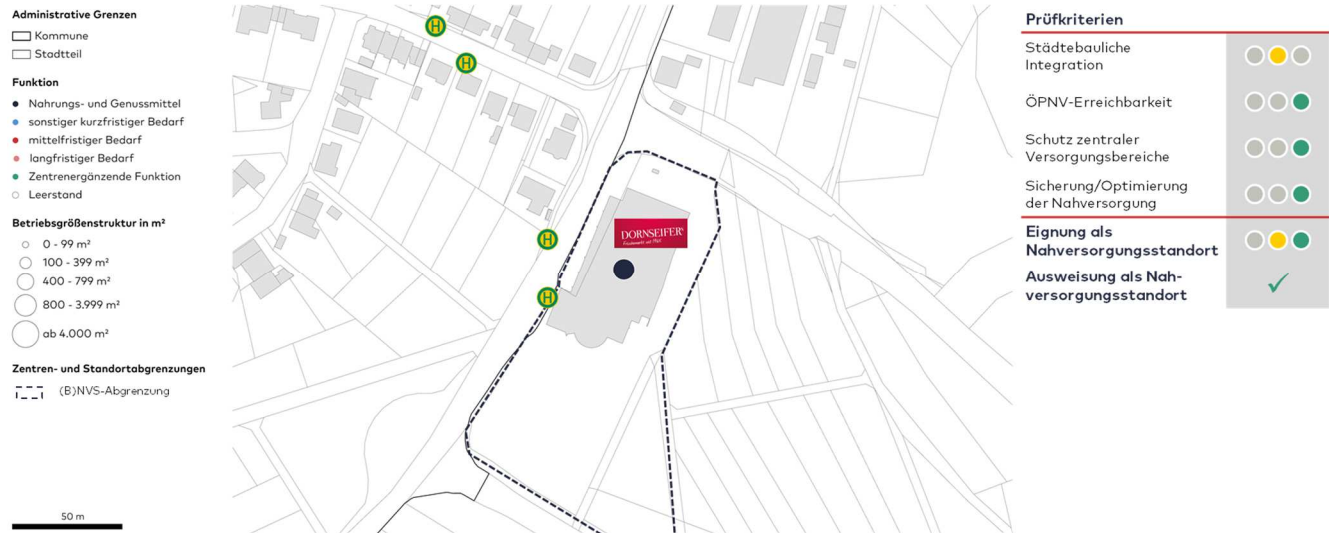 Administrative Grenzen
Kommune
Stadtteil
Funktion
Nahrungs- und Genussmittel
sonstiger kurzfristiger Bedarf
mittelfristiger Bedarf
langfristiger Bedarf
Zentrenergänzende Funktion
Leerstand
Betriebsgrößenstruktur in m²
0 - 99 m²
100 - 399 m²
400 - 799 m²
800 - 3.999 m²
ab 4.000 m²
Zentren- und Standortabgrenzungen
(B)NVS-Abgrenzung
50 m
H
H
H
H
DORNSEIFER
Prüfkriterien
Städtebauliche
Integration
ÖPNV-Erreichbarkeit
Schutz zentraler
Versorgungsbereiche
Sicherung/Optimierung
der Nahversorgung
Eignung als
Nahversorgungsstandort
Ausweisung als Nah-
versorgungsstandort